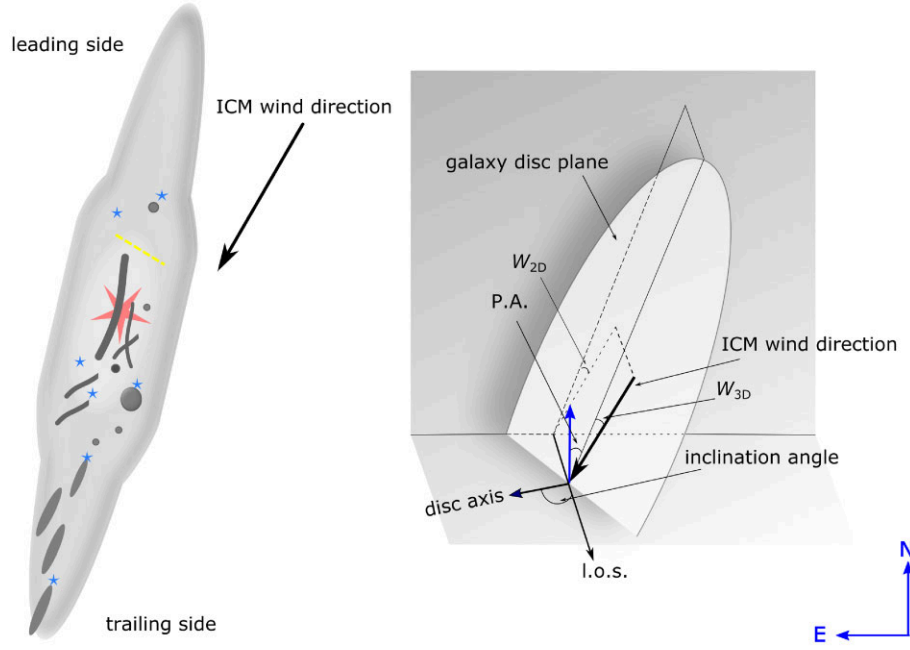 leading side
ICM wind direction
galaxy disc plane
W2D
P.A.
ICM wind direction
W3D
inclination angle
disc axis
l.o.s.
trailing side
N
E